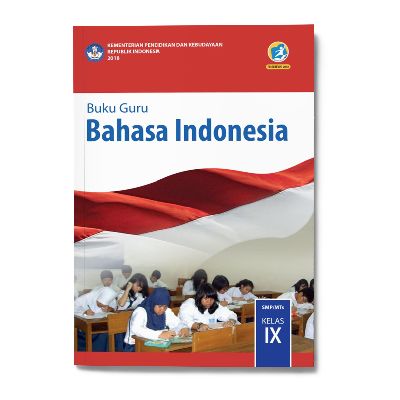 KEMENTERIAN PENDIDIKAN DAN KEBUDAYAAN
REPUBLIK INDONESIA
2018
Buku Guru
Bahasa Indonesia
SMP/MTs
KELAS
IX